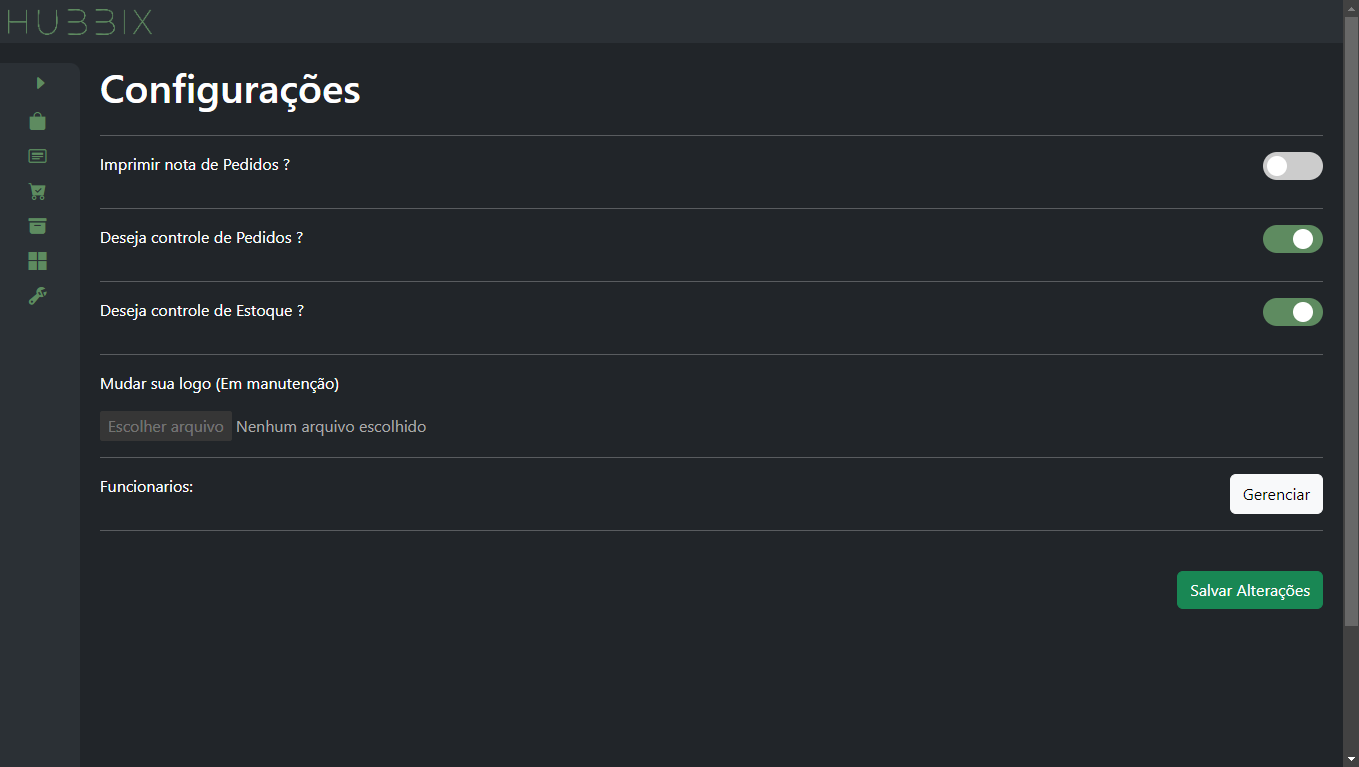 HUBBIX
Configurações
Imprimir nota de Pedidos ?
Deseja controle de Pedidos ?
Deseja controle de Estoque ?
Mudar sua logo (Em manutenção)
Escolher arquivo Nenhum arquivo escolhido
Funcionarios:
Gerenciar
Salvar Alterações